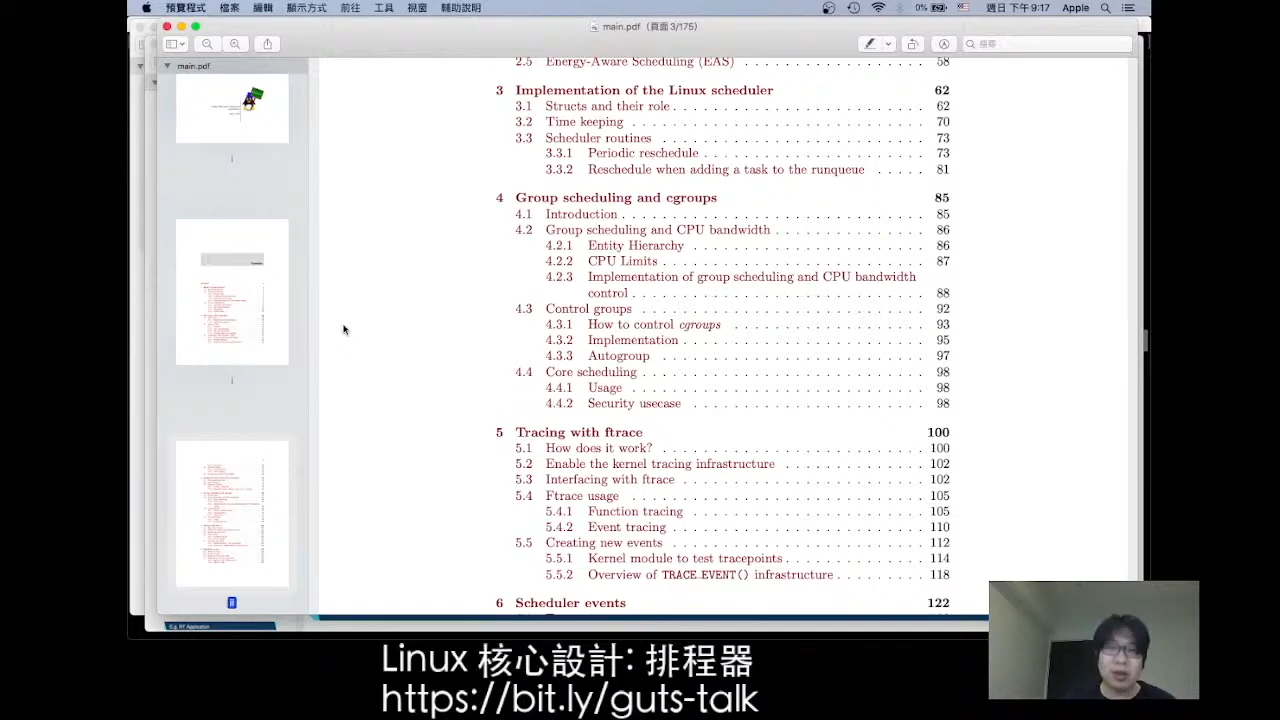 預覽程式 檔案 編輯 顯示方式 前往 工具 視窗 輔助說明 0% 週日 下午 9:17 Apple
main.pdf (頁面 3/175)
搜尋
main.pdf
2.5 Energy-Aware Scheduling (EAS) 58
3 Implementation of the Linux scheduler 62
3.1 Structs and their role 62
3.2 Time keeping 70
3.3 Scheduler routines 73
3.3.1 Periodic reschedule 73
3.3.2 Reschedule when adding a task to the runqueue 81
4 Group scheduling and cgroups 85
4.1 Introduction 85
4.2 Group scheduling and CPU bandwidth 86
4.2.1 Entity Hierarchy 86
4.2.2 CPU Limits 87
4.2.3 Implementation of group scheduling and CPU bandwidth
control 88
4.3 Control groups 92
4.3.1 How to control cgroups 93
4.3.2 Implementation 95
4.3.3 Autogroup 97
4.4 Core scheduling 98
4.4.1 Usage 98
4.4.2 Security usecase 98
5 Tracing with ftrace 100
5.1 How does it work? 100
5.2 Enable the kernel tracing infrastructure 102
5.3 Interacting with trace 102
5.4 Ftrace usage 105
5.4.1 Function tracing 105
5.4.2 Event tracing 110
5.5 Creating new events 112
5.5.1 Kernel module to test tracepoints 114
5.5.2 Overview of TRACE_EVENT() infrastructure 118
6 Scheduler events 122
i
i
ii
E.g. RT Application
Linux 核心設計: 排程器
https://bit.ly/guts-talk